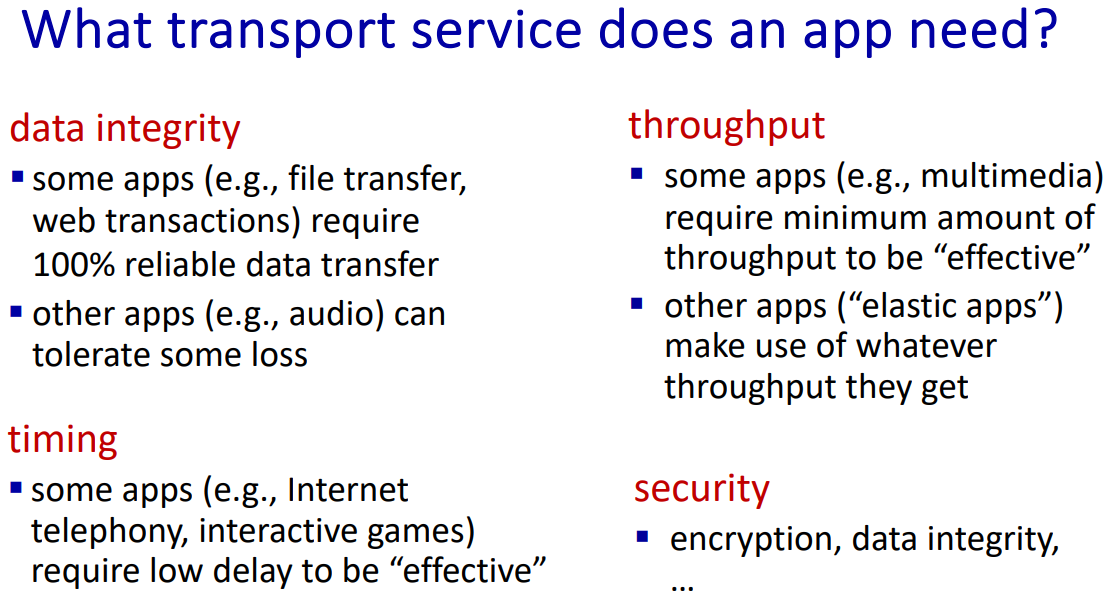 What transport service does an app need?
data integrity
▪ some apps (e.g., file transfer,
web transactions) require
100% reliable data transfer
▪ other apps (e.g., audio) can
tolerate some loss
timing
▪ some apps (e.g., Internet
telephony, interactive games)
require low delay to be “effective”
throughput
▪ some apps (e.g., multimedia)
require minimum amount of
throughput to be “effective”
▪ other apps (“elastic apps”)
make use of whatever
throughput they get
security
▪ encryption, data integrity,
…